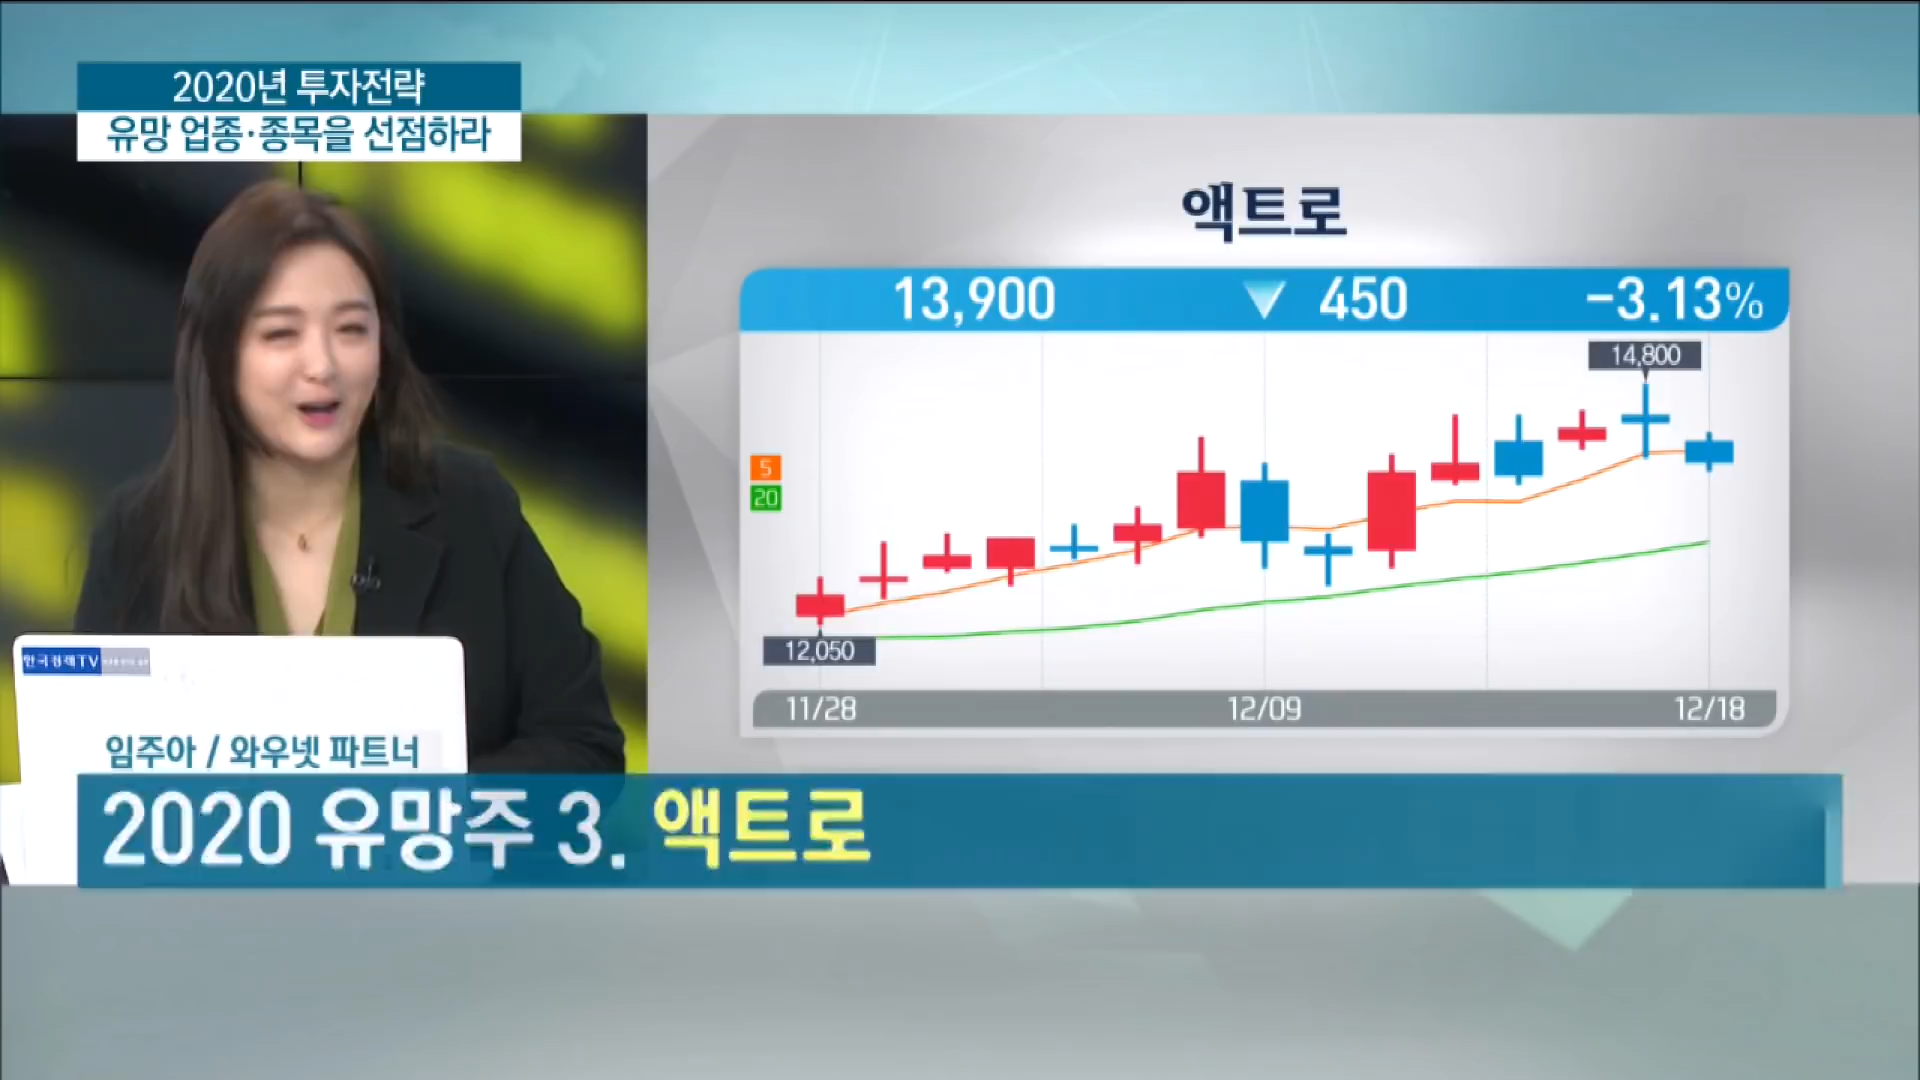 2020년 투자전략
유망 업종·종목을 선점하라
액트로
13,900 ▼ 450 -3.13%
14,800
5
20
12,050
11/28 12/09 12/18
한국경제TV
임주아 / 와우넷 파트너
2020 유망주 3. 액트로